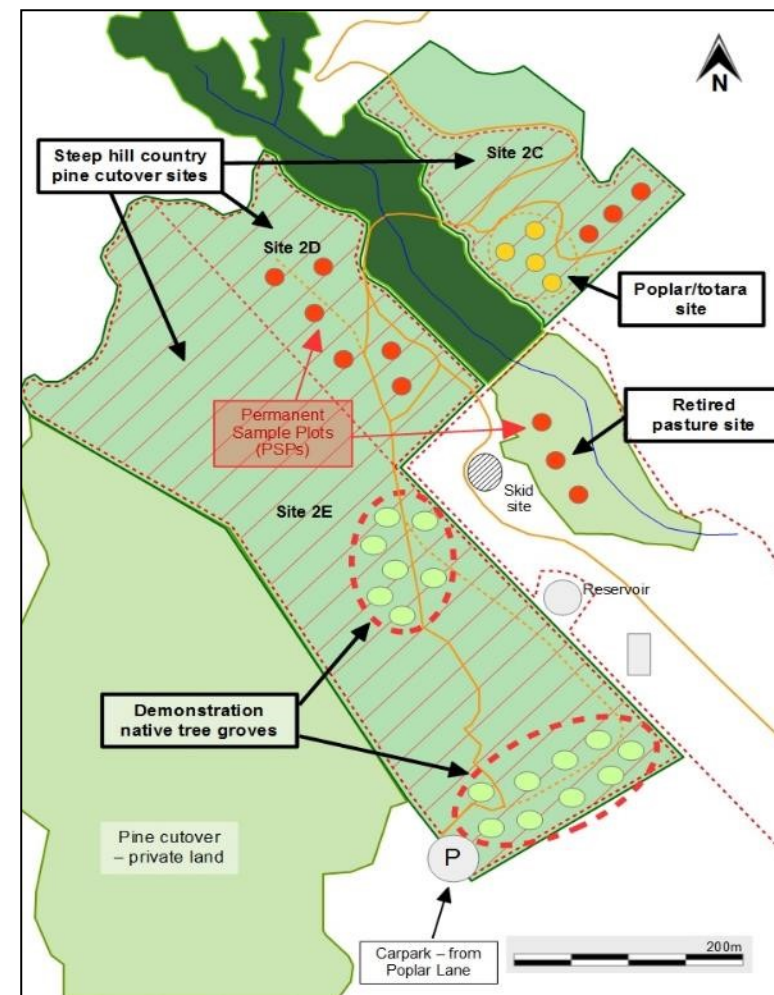 N
Site 2C
Steep hill country
pine cutover sites
Site 2D
Poplar/totara
site
Permanent
Sample Plots
(PSPs)
Retired
pasture site
Skid
site
Site 2E
Reservoir
Demonstration
native tree groves
Pine cutover
– private land
P
Carpark – from
Poplar Lane
200m